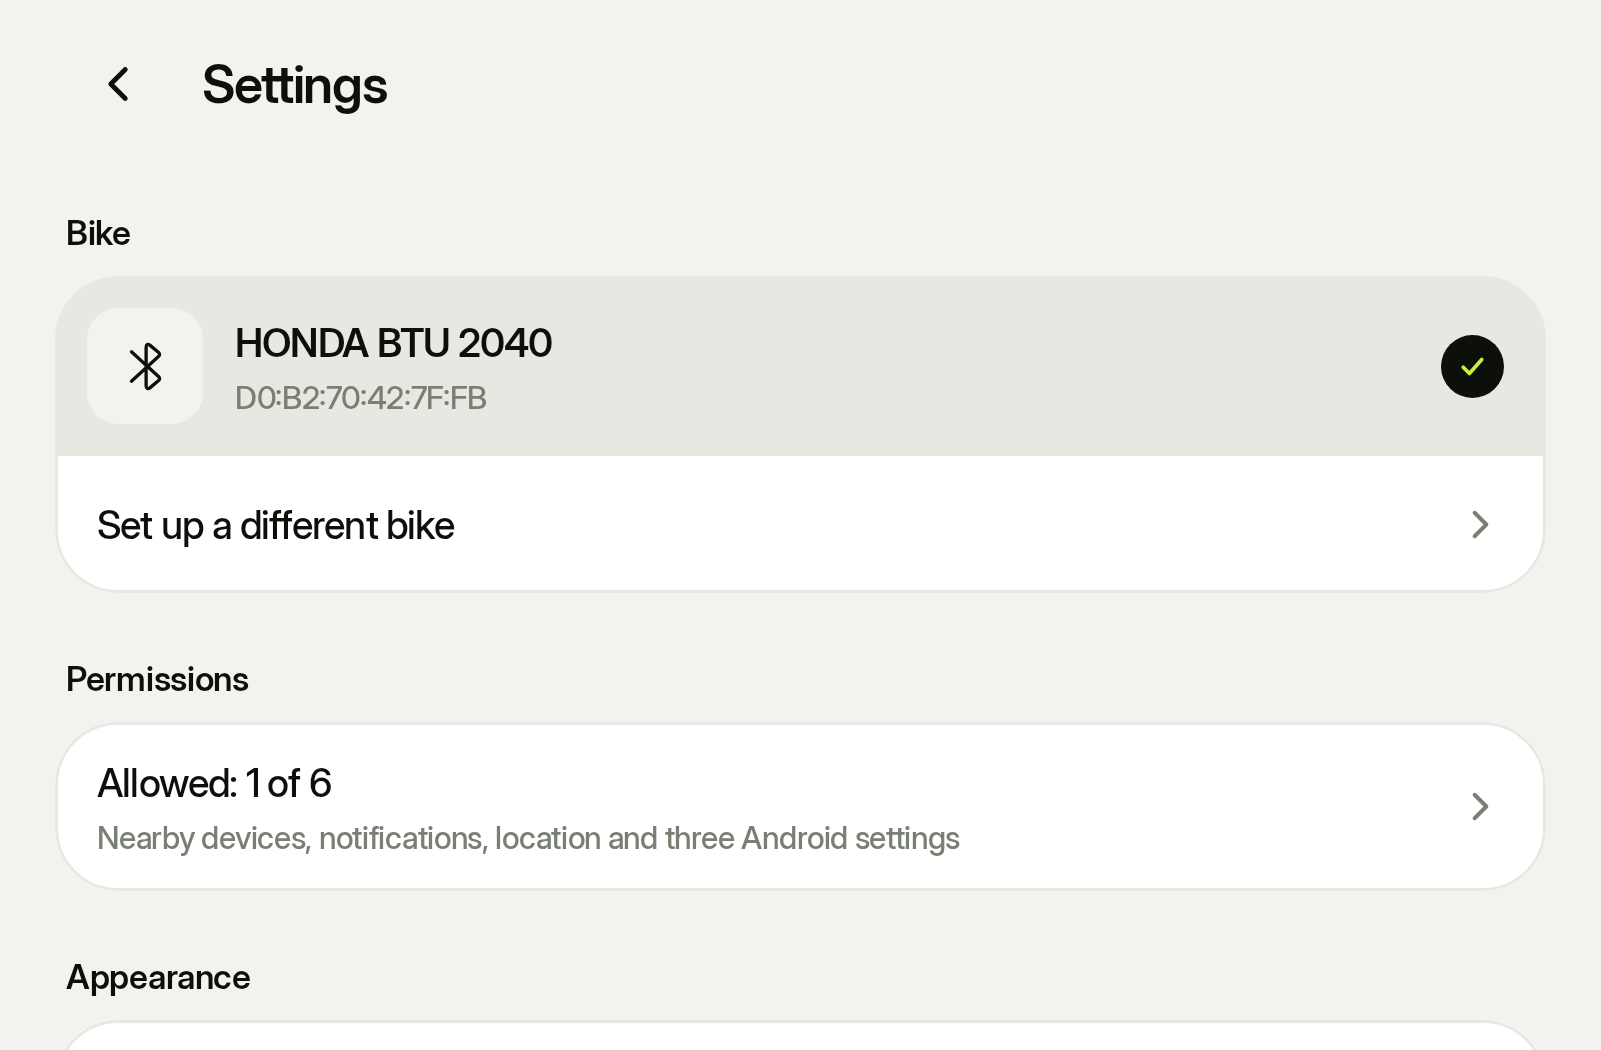 Settings
Bike
HONDA BTU 2040
D0:B2:70:42:7F:FB
Set up a different bike
Permissions
Allowed: 1 of 6
Nearby devices, notifications, location and three Android settings
Appearance